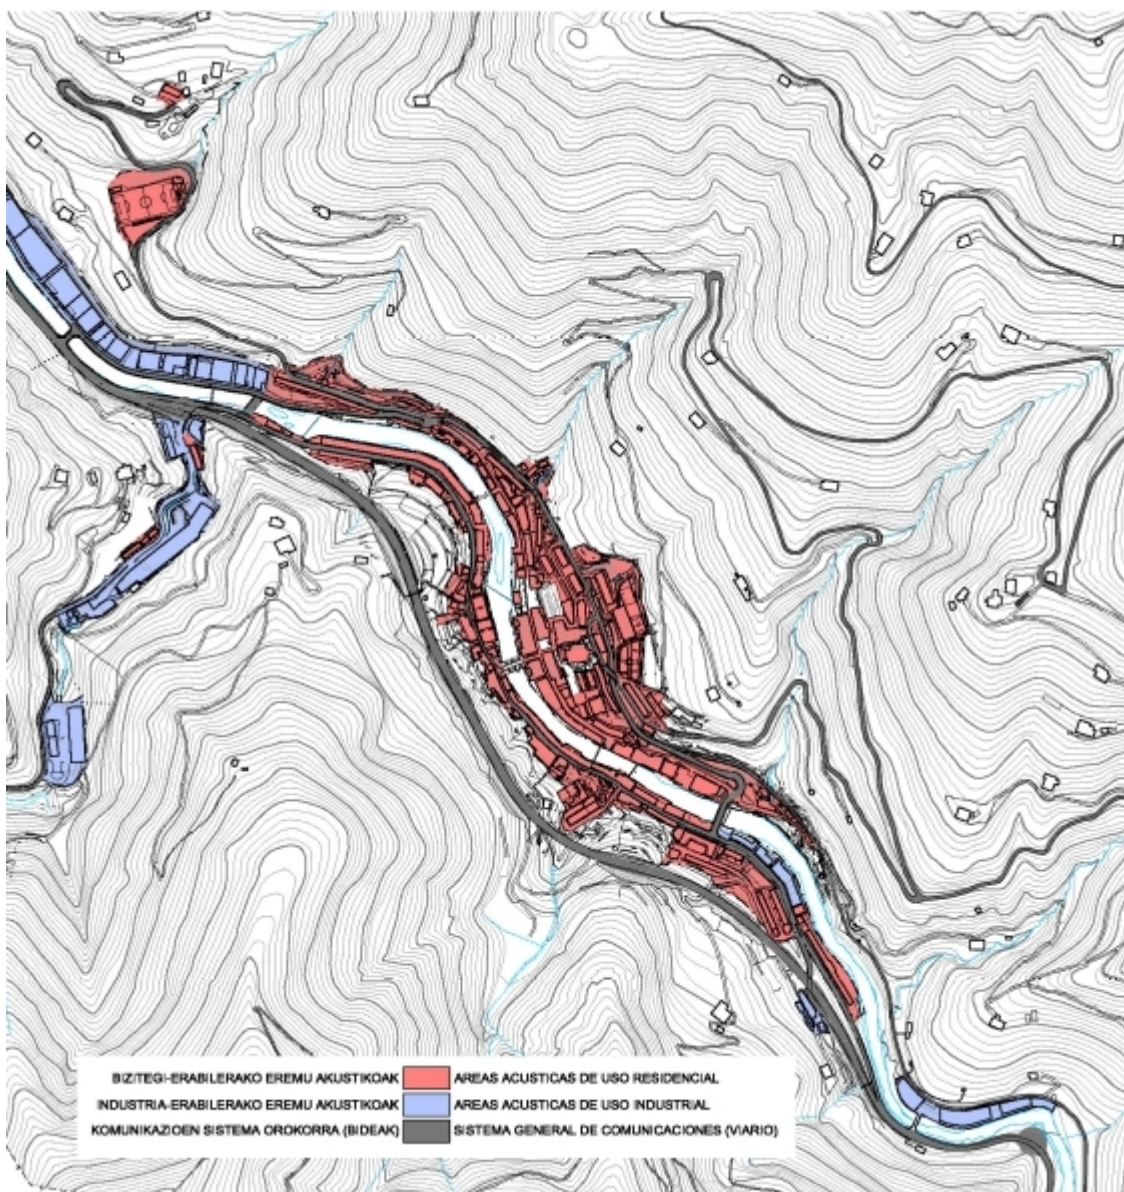 BIZITEGI-ERABILERAKO EREMU AKUSTIKOAK AREAS ACUSTICAS DE USO RESIDENCIAL
INDUSTRIA-ERABILERAKO EREMU AKUSTIKOAK AREAS ACUSTICAS DE USO INDUSTRIAL
KOMUNIKAZIOEN SISTEMA OROKORRA (BIDEAK) SISTEMA GENERAL DE COMUNICACIONES (VIARIO)